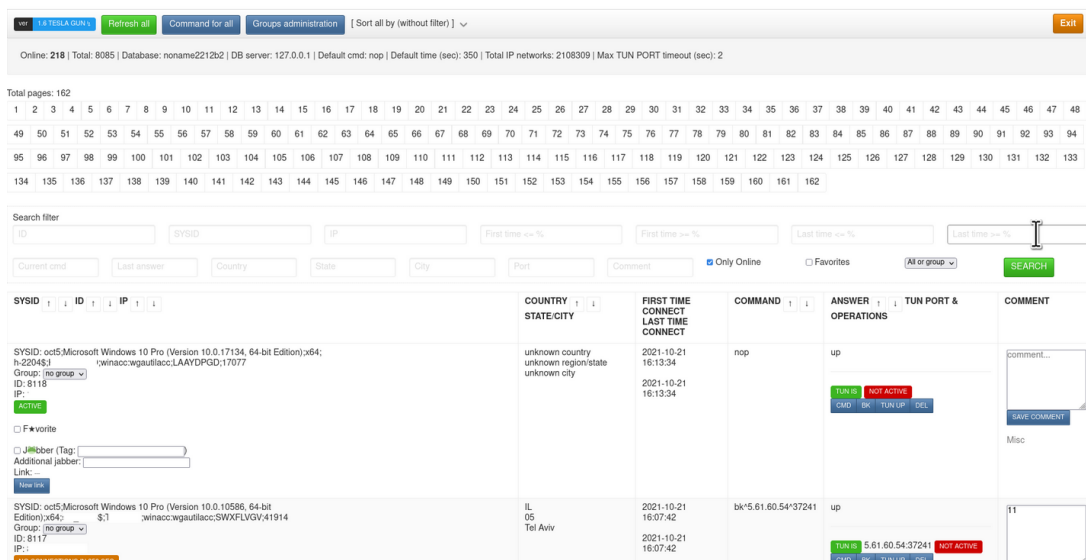 ver 1.6 TESLA GUN Refresh all Command for all Groups administration [ Sort all by (without filter) ] Exit
Online: 218 | Total: 8085 | Database: noname2212b2 | DB server: 127.0.0.1 | Default cmd: nop | Default time (sec): 350 | Total IP networks: 2108309 | Max TUN PORT timeout (sec): 2
Total pages: 162
1 2 3 4 5 6 7 8 9 10 11 12 13 14 15 16 17 18 19 20 21 22 23 24 25 26 27 28 29 30 31 32 33 34 35 36 37 38 39 40 41 42 43 44 45 46 47 48
49 50 51 52 53 54 55 56 57 58 59 60 61 62 63 64 65 66 67 68 69 70 71 72 73 74 75 76 77 78 79 80 81 82 83 84 85 86 87 88 89 90 91 92 93 94
95 96 97 98 99 100 101 102 103 104 105 106 107 108 109 110 111 112 113 114 115 116 117 118 119 120 121 122 123 124 125 126 127 128 129 130 131 132 133
134 135 136 137 138 139 140 141 142 143 144 145 146 147 148 149 150 151 152 153 154 155 156 157 158 159 160 161 162
Search filter
ID SYSID IP First time <= % First time >= % Last time <= % Last time >= %
Current cmd Last answer Country State City Port Comment Only Online Favorites All or group SEARCH
SYSID ↑ ↓ ID ↑ ↓ IP ↑ ↓
COUNTRY ↑ ↓
STATE/CITY
FIRST TIME
CONNECT
LAST TIME
CONNECT
COMMAND ↑ ↓
ANSWER ↑ ↓ TUN PORT &
OPERATIONS
COMMENT
SYSID: oct5;Microsoft Windows 10 Pro (Version 10.0.17134, 64-bit Edition);x64;
h-2204$; ;winacc:wgautilacc;LAAYDPGD;17077
Group: no group
ID: 8118
IP:
ACTIVE
F★vorite
Jabber (Tag: )
Additional jabber:
Link: --
New link
unknown country
unknown region/state
unknown city
2021-10-21
16:13:34
2021-10-21
16:13:34
nop
up
TUN IS NOT ACTIVE
CMD BK TUN UP DEL
comment...
SAVE COMMENT
Misc
SYSID: oct5;Microsoft Windows 10 Pro (Version 10.0.10586, 64-bit
Edition);x64; $; ;winacc:wgautilacc;SWXFLVGV;41914
Group: no group
ID: 8117
IP:
IL
05
Tel Aviv
2021-10-21
16:07:42
2021-10-21
16:07:42
bk^5.61.60.54^37241
up
TUN IS 5.61.60.54:37241 NOT ACTIVE
CMD BK TUN UP DEL
11